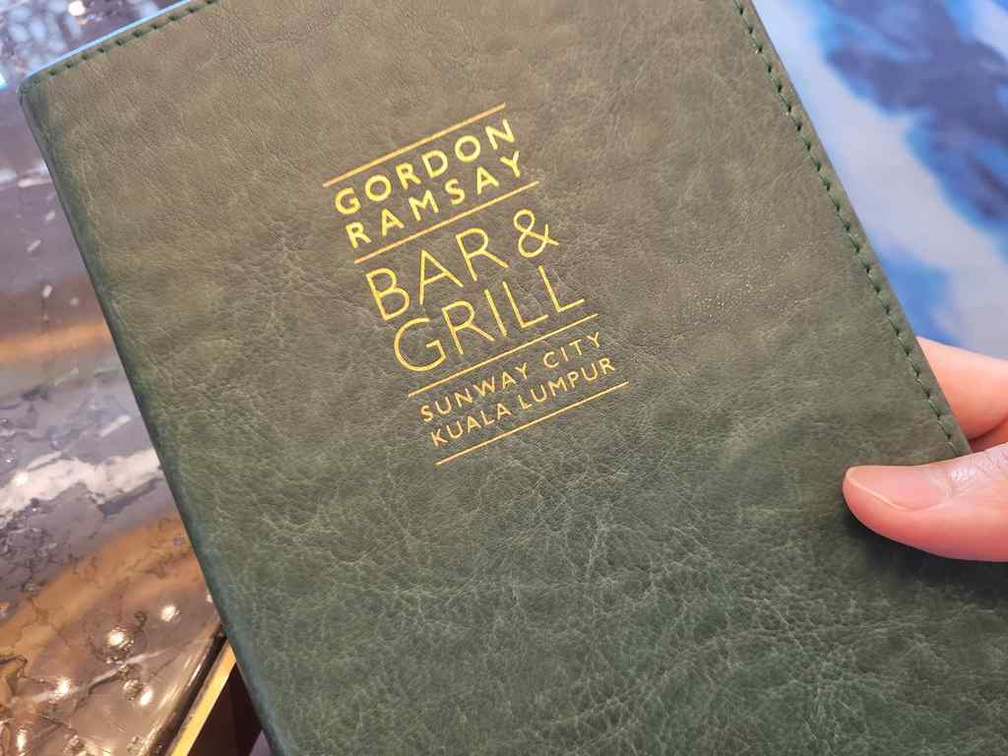 GORDON
RAMSAY
BAR &
GRILL
SUNWAY CITY
KUALA LUMPUR